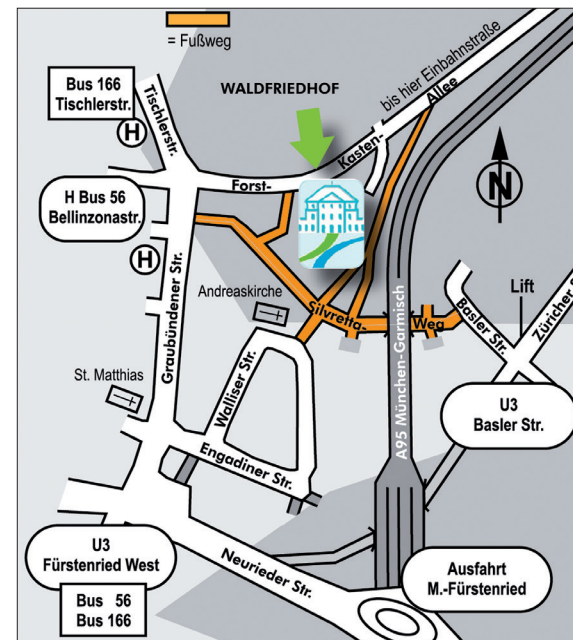 = Fußweg
bis hier Einbahnstraße
WALDFRIEDHOF
Bus 166
Tischlerstr.
Tischlerstr.
H
Forst-
Kasten-
Allee
N
H Bus 56
Bellinzonastr.
H
Graubündener Str.
Andreaskirche
Silvretta-
Weg
Basler Str.
Lift
Züricher S
St. Matthias
Walliser Str.
Engadiner Str.
A95 München-Garmisch
U3
Basler Str.
U3
Fürstenried West
Bus 56
Bus 166
Neurieder Str.
Ausfahrt
M.-Fürstenried